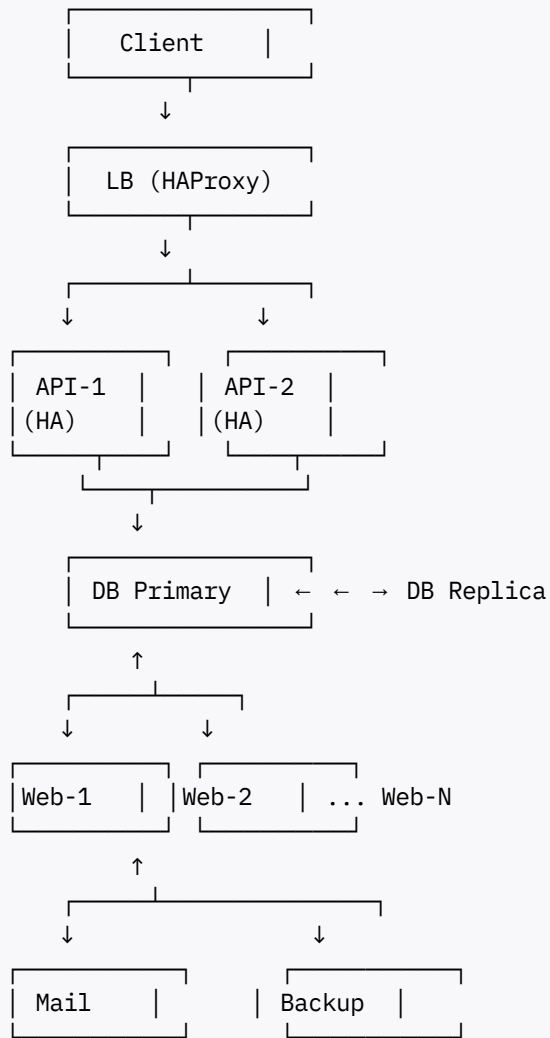 Client
LB (HAProxy)
API-1 API-2
(HA) (HA)
DB Primary ← ← → DB Replica
Web-1 Web-2 ... Web-N
Mail Backup